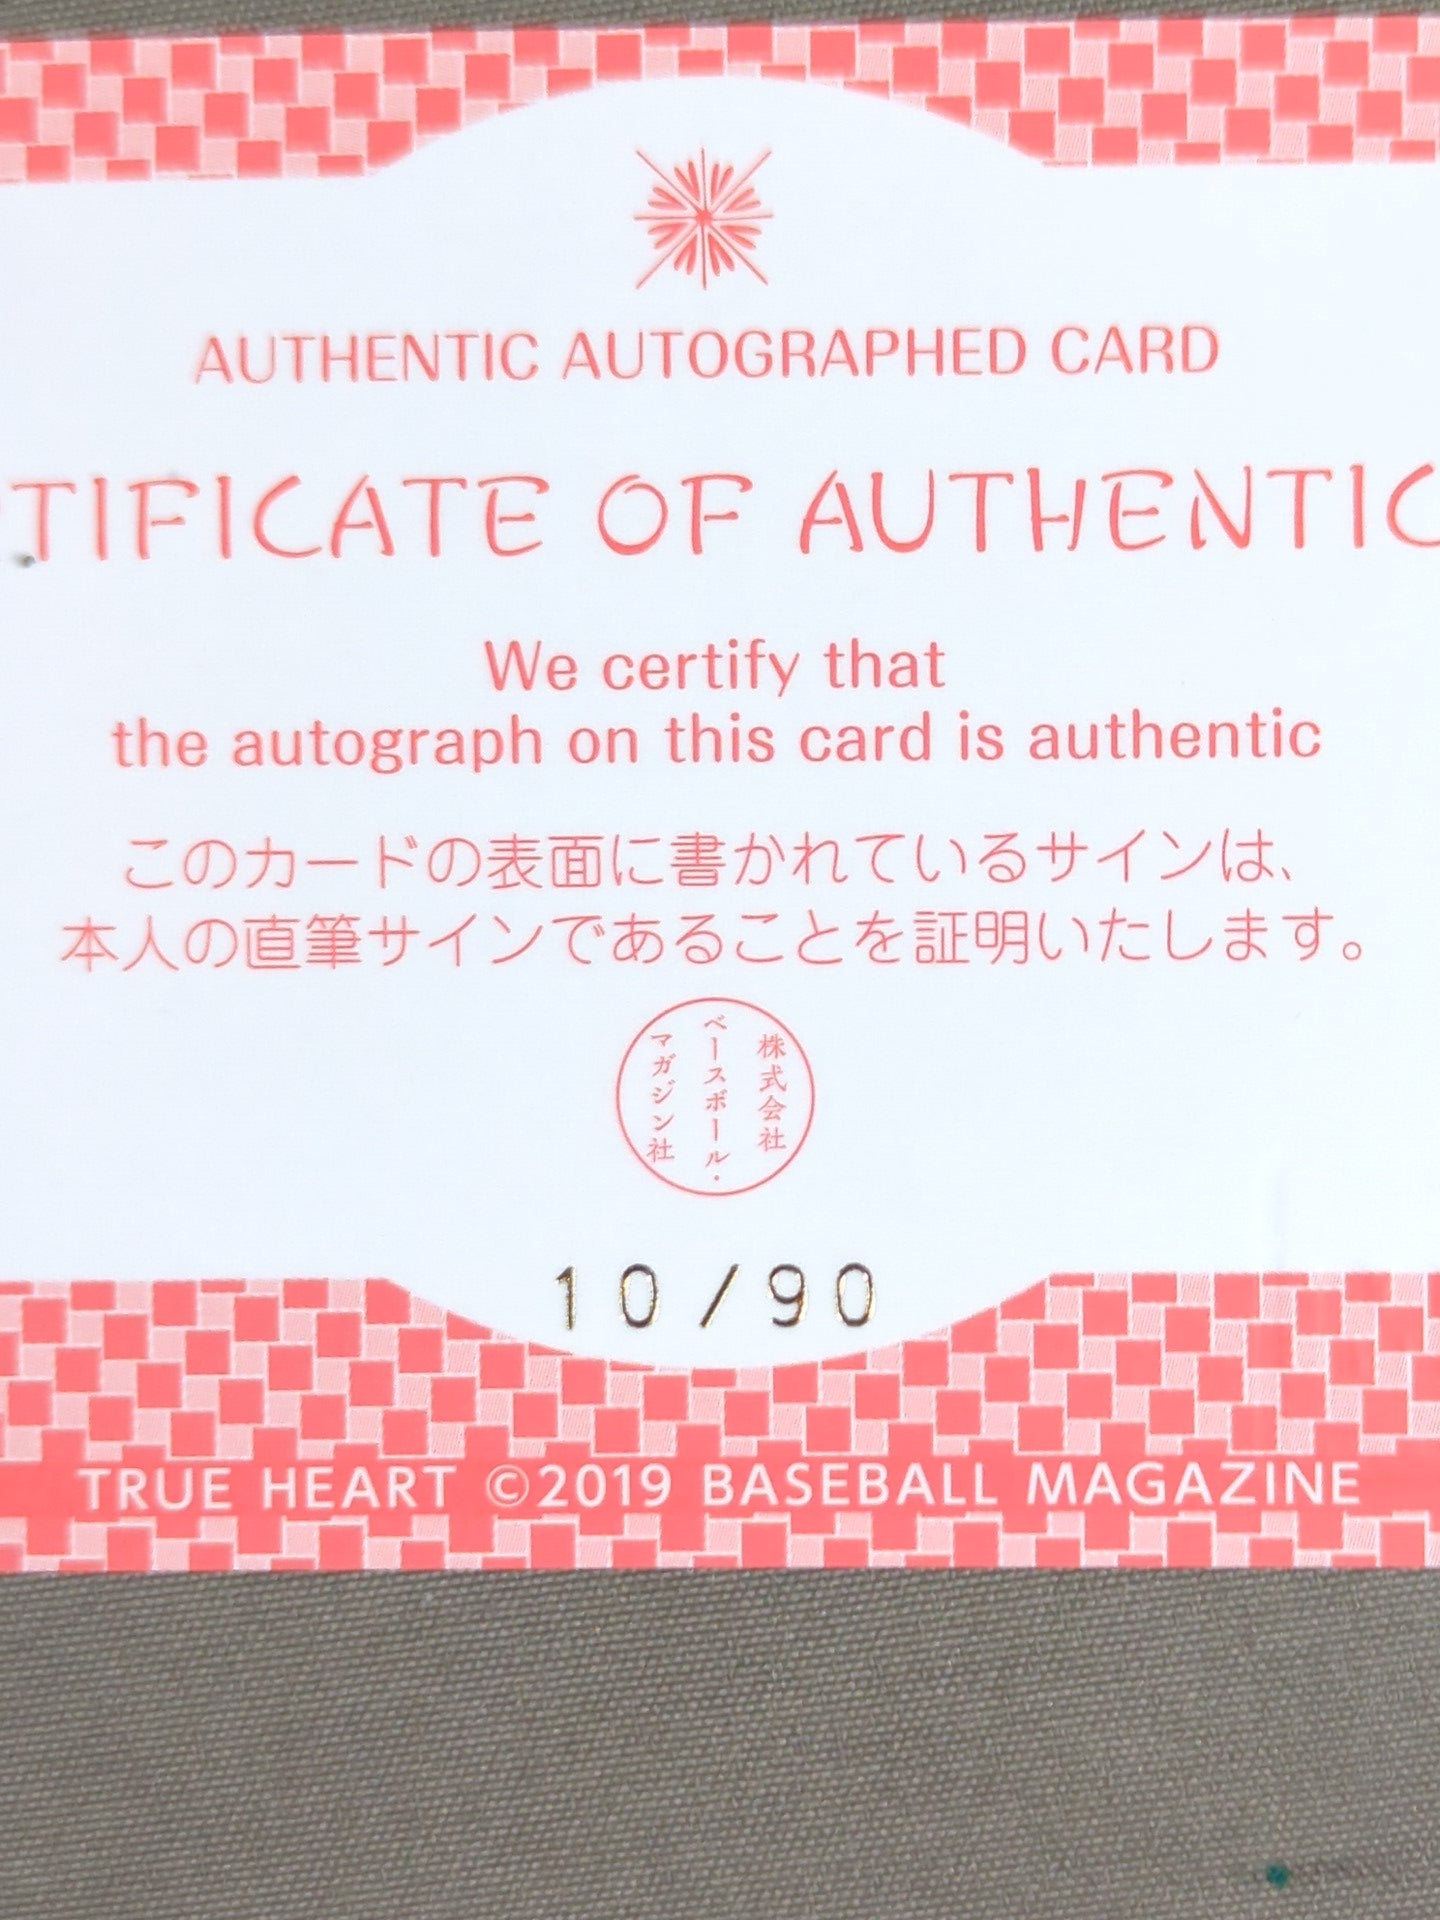 AUTHENTIC AUTOGRAPHED CARD
TIFICATE OF AUTHENTIC
We certify that
the autograph on this card is authentic
このカードの表面に書かれているサインは、
本人の直筆サインであることを証明いたします。
株式会社
ベースボール・
マガジン社
10/90
TRUE HEART ©2019 BASEBALL MAGAZINE